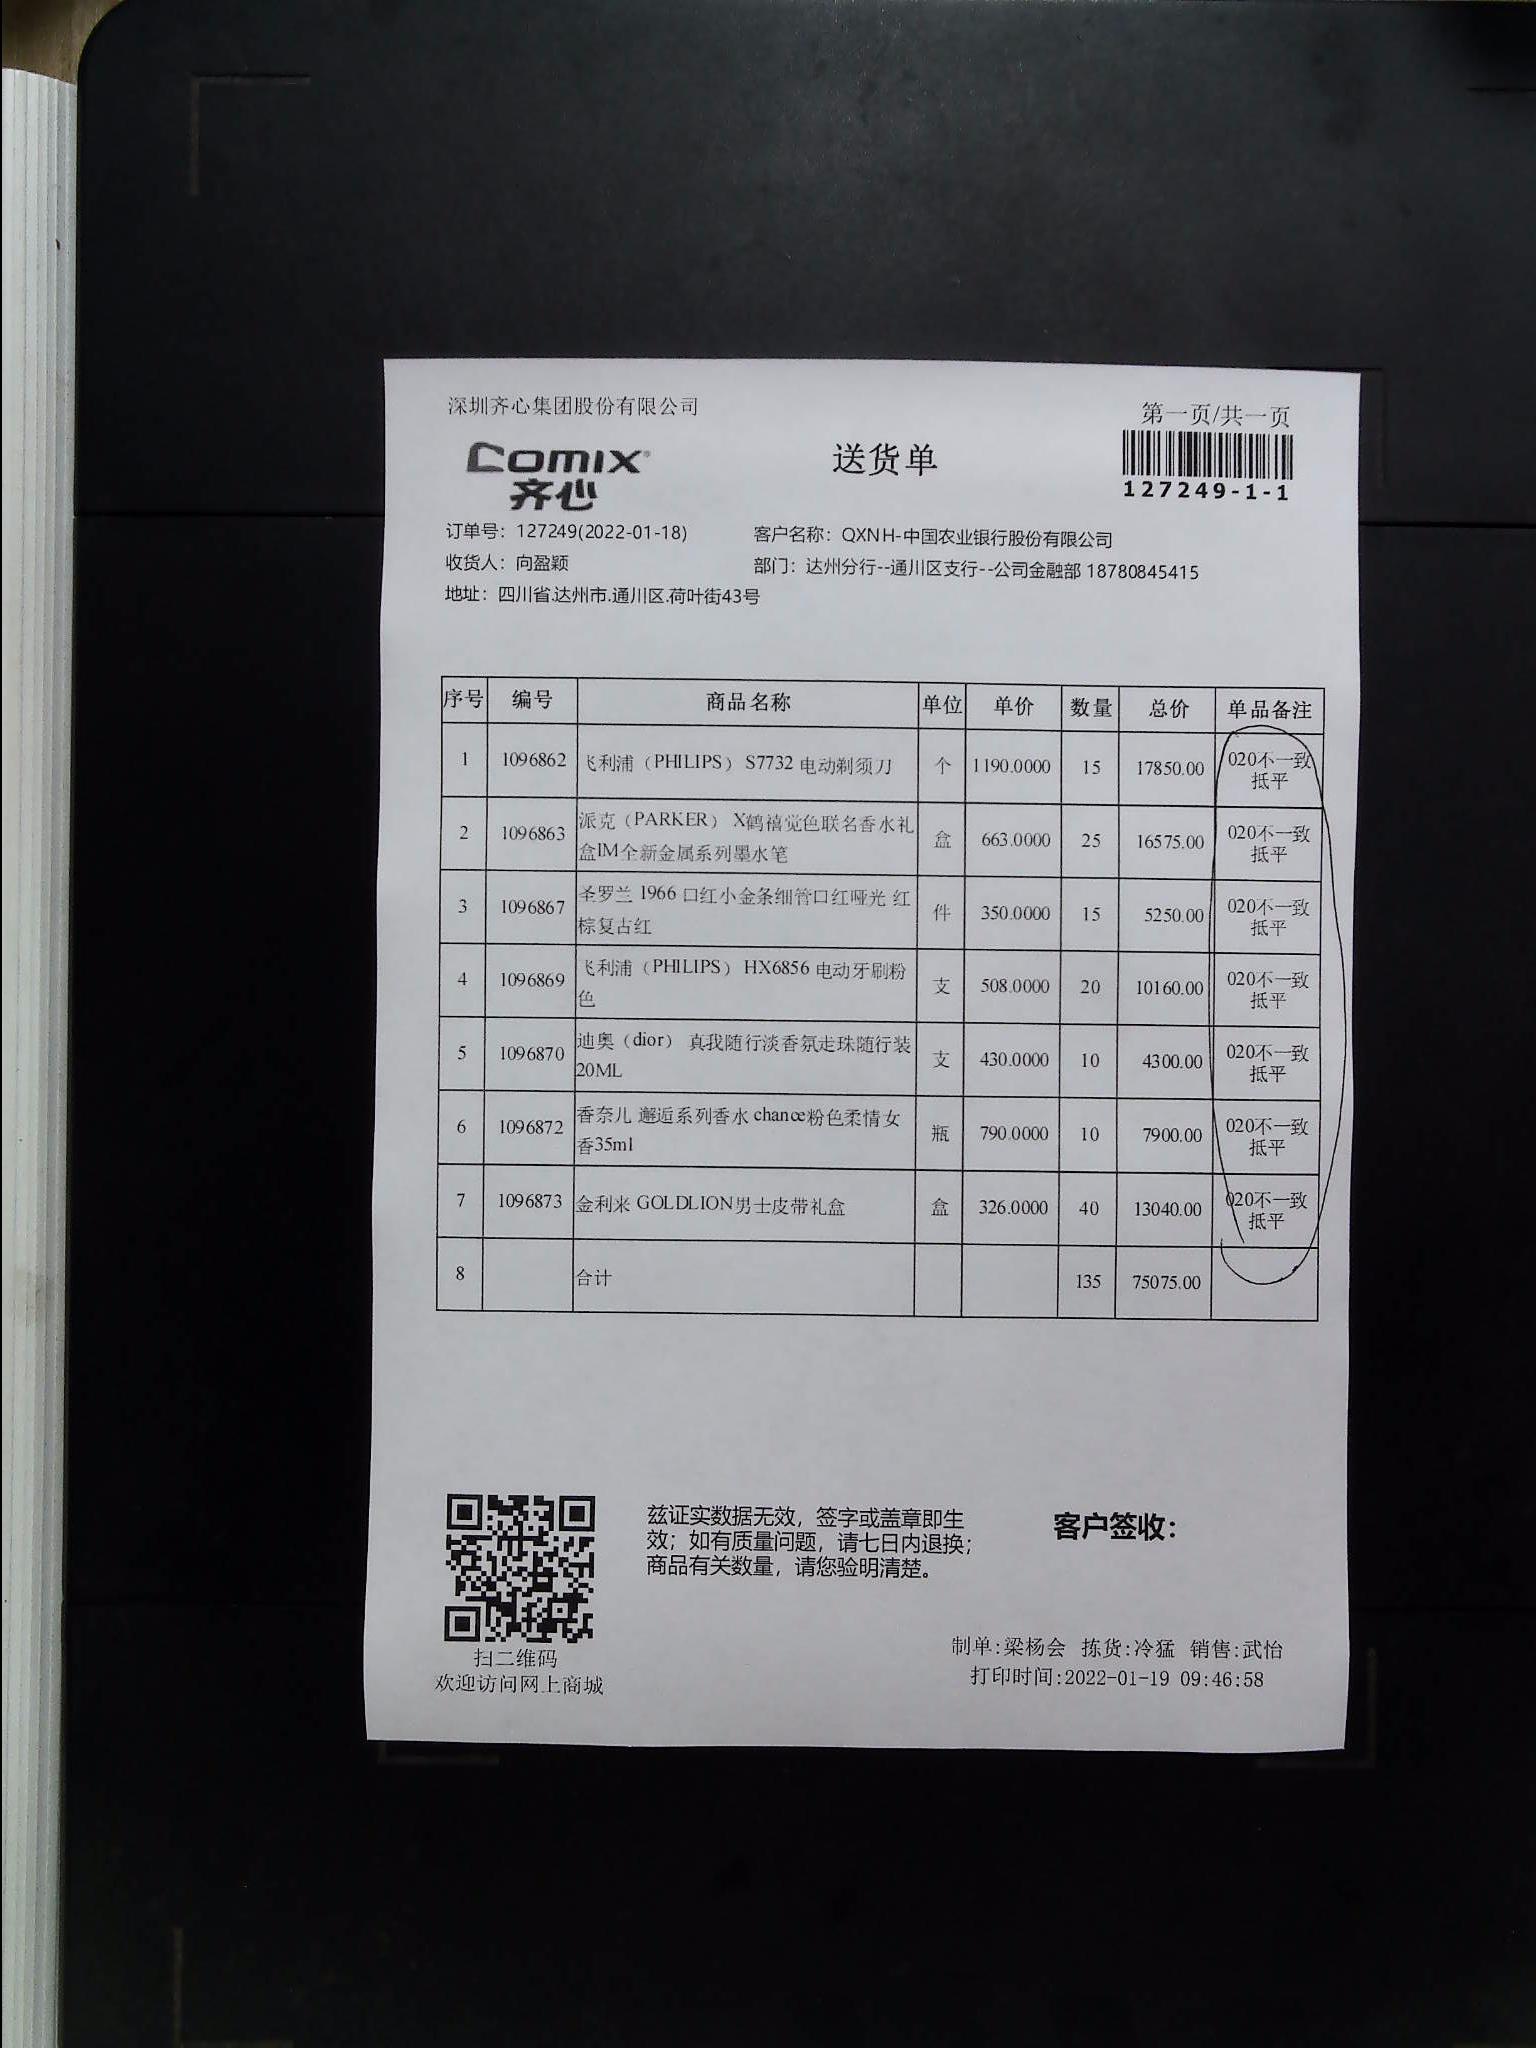 深圳齐心集团股份有限公司
第一页/共一页
comix
齐心
送货单
127249-1-1
订单号：127249(2022-01-18)
客户名称：QXNH-中国农业银行股份有限公司
收货人：向盈颖
部门：达州分行--通川区支行--公司金融部 18780845415
地址：四川省.达州市.通川区.荷叶街43号
序号 编号 商品名称 单位 单价 数量 总价 单品备注
1 1096862 飞利浦（PHILIPS） S7732 电动剃须刀 个 1190.0000 15 17850.00 020不一致
抵平
2 1096863 派克（PARKER） X鹤禧觉色联名香水礼 盒 663.0000 25 16575.00 020不一致
盒IM全新金属系列墨水笔 抵平
3 1096867 圣罗兰 1966 口红小金条细管口红哑光 红 件 350.0000 15 5250.00 020不一致
棕复古红 抵平
4 1096869 飞利浦（PHILIPS） HX6856 电动牙刷粉 支 508.0000 20 10160.00 020不一致
色 抵平
5 1096870 迪奥（dior） 真我随行淡香氛走珠随行装 支 430.0000 10 4300.00 020不一致
20ML 抵平
6 1096872 香奈儿 邂逅系列香水 chance粉色柔情女 瓶 790.0000 10 7900.00 020不一致
香35ml 抵平
7 1096873 金利来 GOLDLION男士皮带礼盒 盒 326.0000 40 13040.00 020不一致
抵平
8 合计 135 75075.00
兹证实数据无效，签字或盖章即生
效；如有质量问题，请七日内退换；
商品有关数量，请您验明清楚。
客户签收：
扫二维码
欢迎访问网上商城
制单:梁杨会 拣货:冷猛 销售:武怡
打印时间:2022-01-19 09:46:58